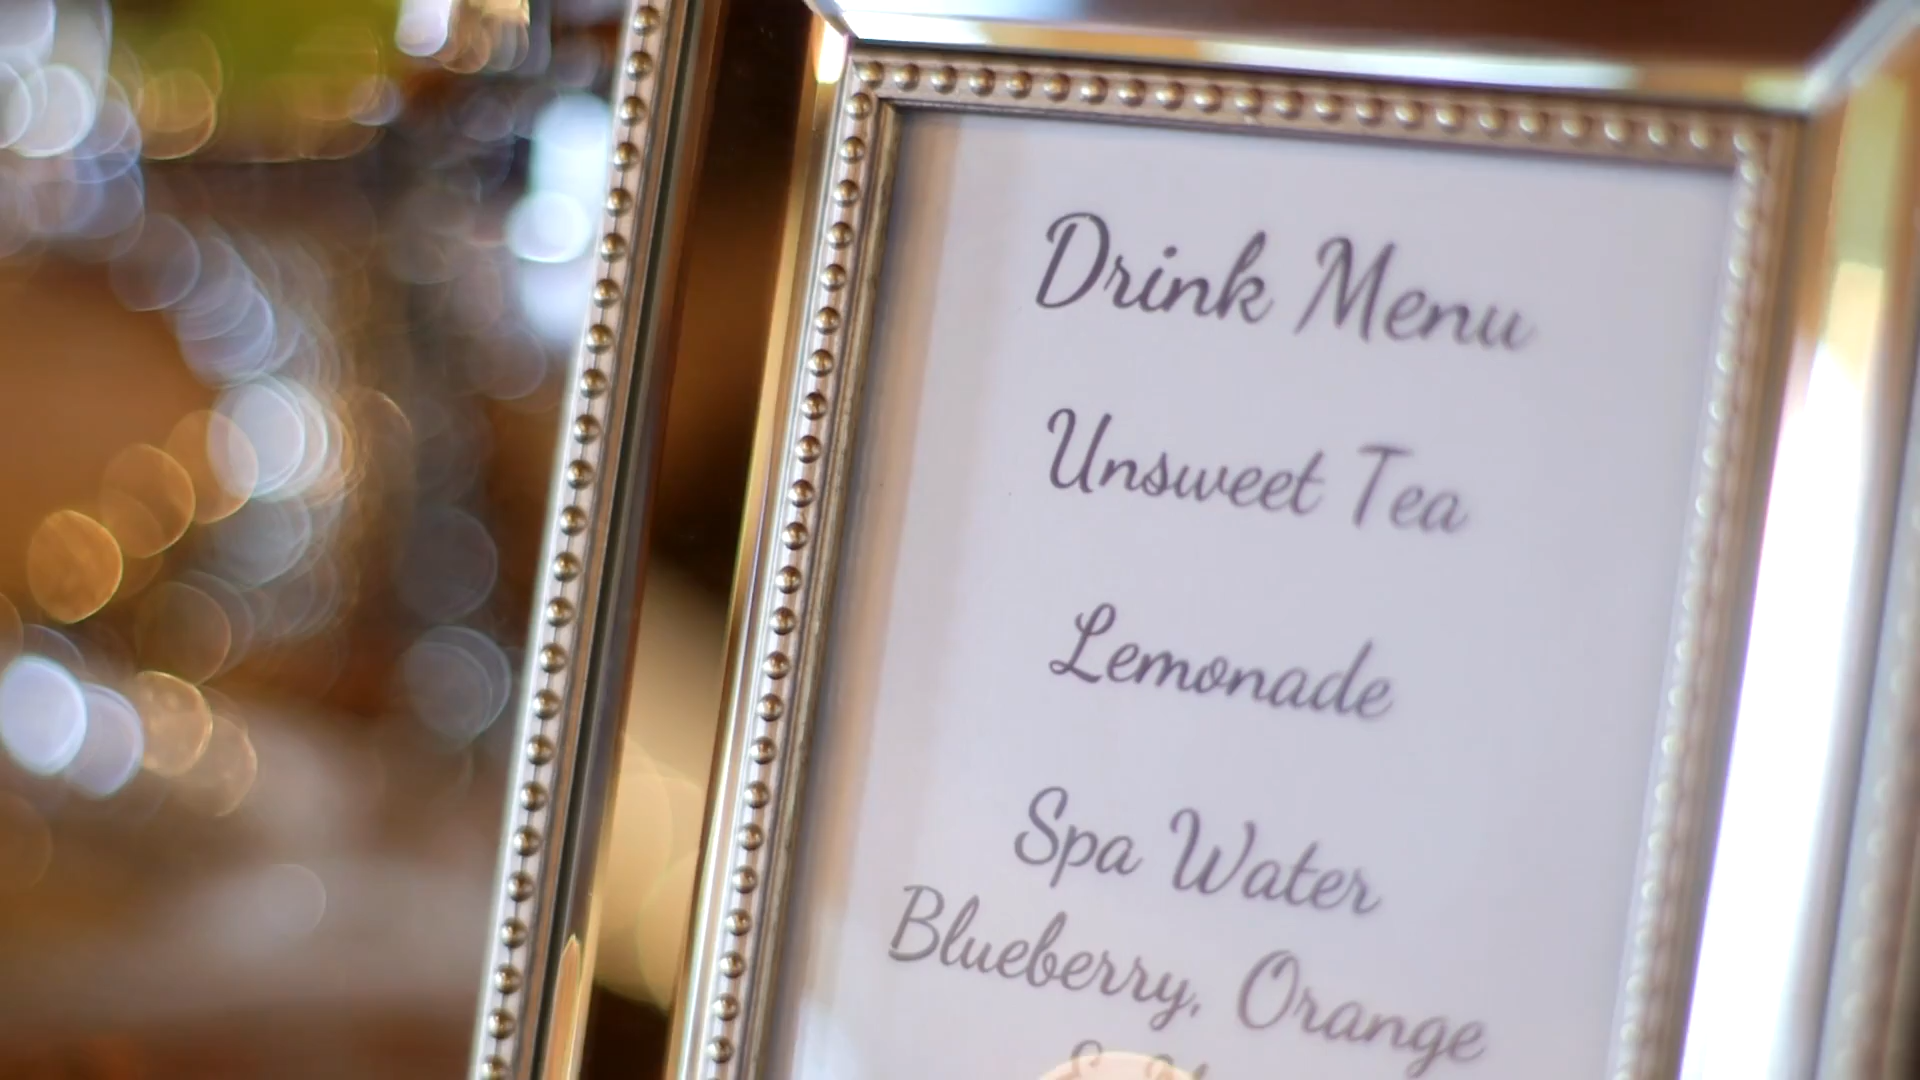 Drink Menu
Unsweet Tea
Lemonade
Spa Water
Blueberry, Orange